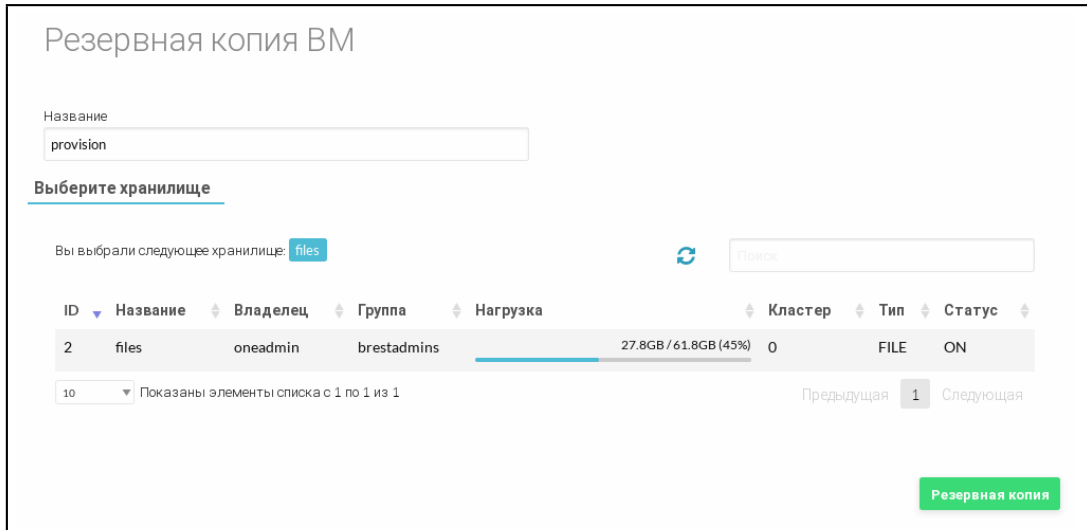 Резервная копия ВМ
Название
provision
Выберите хранилище
Вы выбрали следующее хранилище: files
Поиск
ID Название Владелец Группа Нагрузка Кластер Тип Статус
2 files oneadmin brestadmins 27.8GB / 61.8GB (45%) 0 FILE ON
10 Показаны элементы списка с 1 по 1 из 1 Предыдущая 1 Следующая
Резервная копия